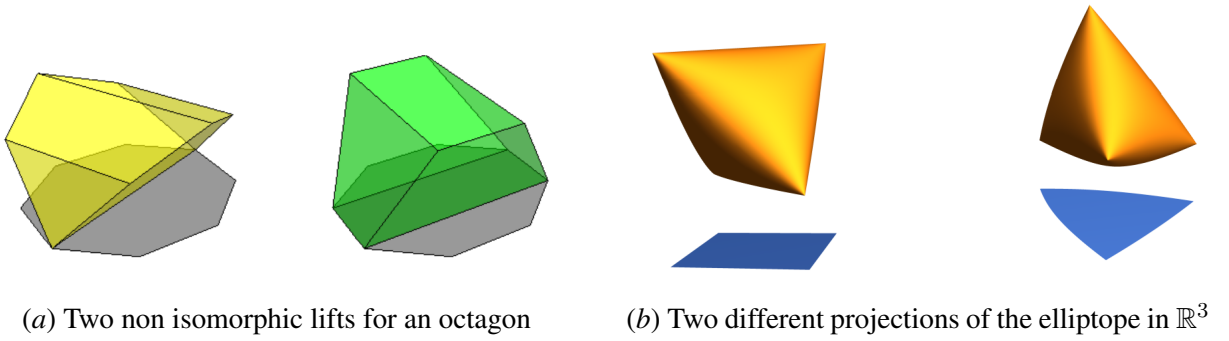 (a) Two non isomorphic lifts for an octagon
(b) Two different projections of the elliptope in ℝ³